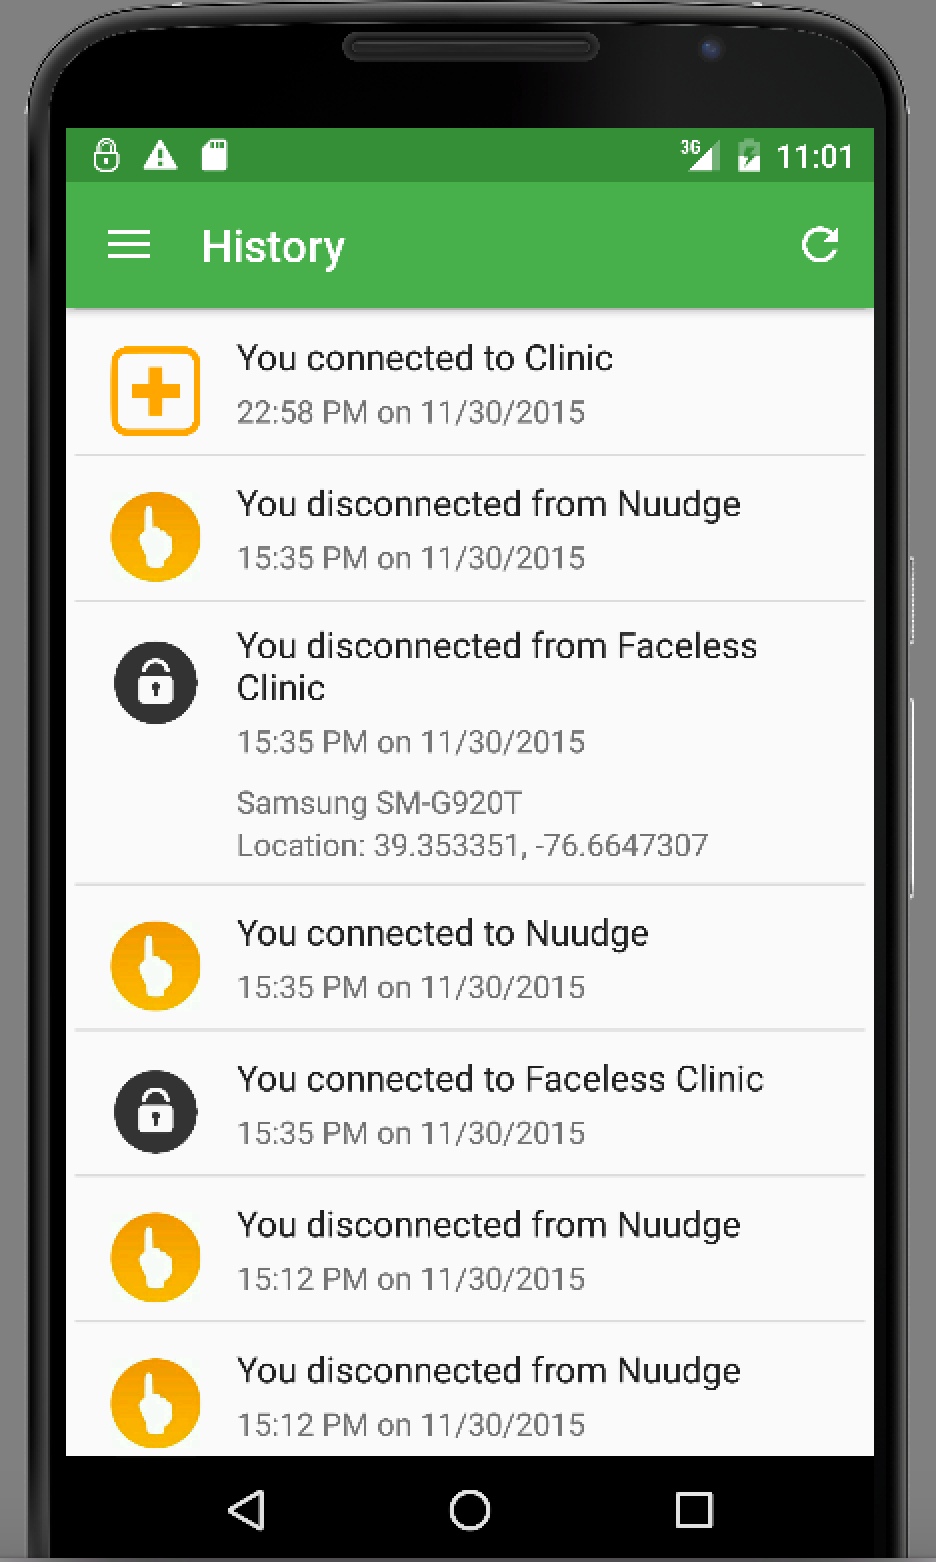 3G 11:01
History
You connected to Clinic
22:58 PM on 11/30/2015
You disconnected from Nuudge
15:35 PM on 11/30/2015
You disconnected from Faceless
Clinic
15:35 PM on 11/30/2015
Samsung SM-G920T
Location: 39.353351, -76.6647307
You connected to Nuudge
15:35 PM on 11/30/2015
You connected to Faceless Clinic
15:35 PM on 11/30/2015
You disconnected from Nuudge
15:12 PM on 11/30/2015
You disconnected from Nuudge
15:12 PM on 11/30/2015